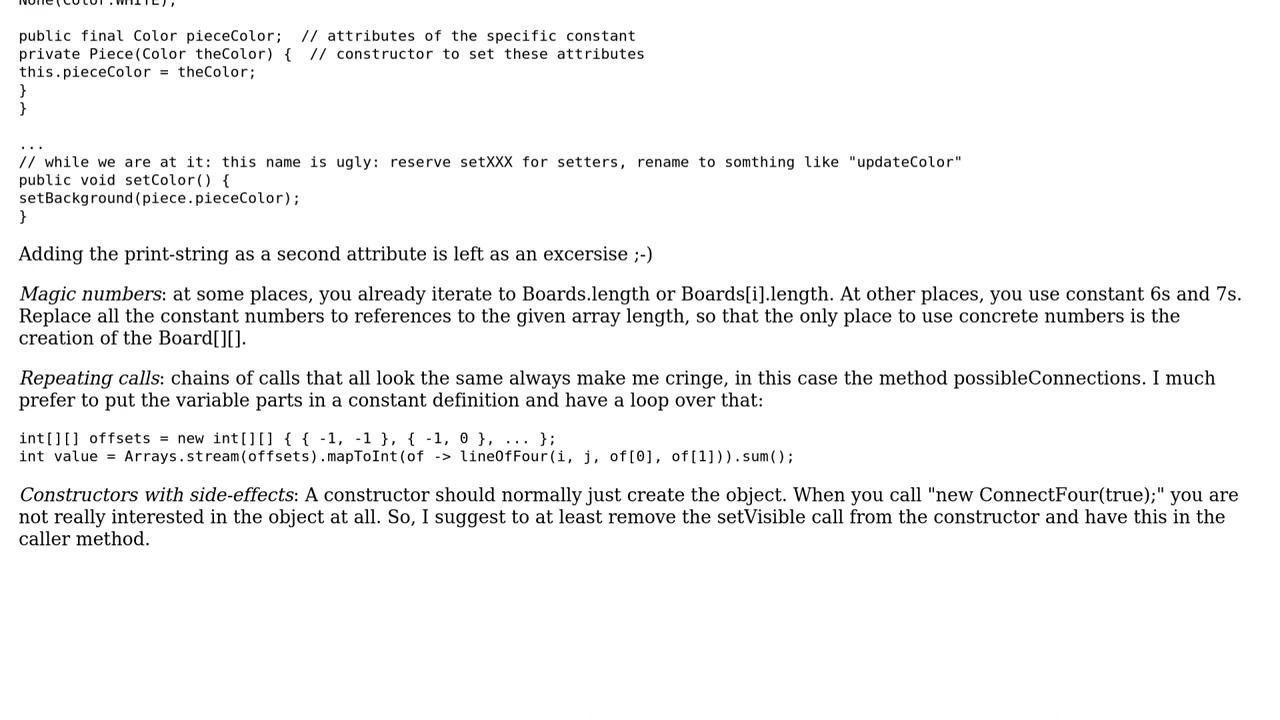 None(Color.WHITE);
public final Color pieceColor;  // attributes of the specific constant
private Piece(Color theColor) {  // constructor to set these attributes
this.pieceColor = theColor;
}
}
...
// while we are at it: this name is ugly: reserve setXXX for setters, rename to somthing like "updateColor"
public void setColor() {
setBackground(piece.pieceColor);
}
Adding the print-string as a second attribute is left as an excersise ;-)
Magic numbers: at some places, you already iterate to Boards.length or Boards[i].length. At other places, you use constant 6s and 7s.
Replace all the constant numbers to references to the given array length, so that the only place to use concrete numbers is the
creation of the Board[][].
Repeating calls: chains of calls that all look the same always make me cringe, in this case the method possibleConnections. I much
prefer to put the variable parts in a constant definition and have a loop over that:
int[][] offsets = new int[][] { { -1, -1 }, { -1, 0 }, ... };
int value = Arrays.stream(offsets).mapToInt(of -> lineOfFour(i, j, of[0], of[1])).sum();
Constructors with side-effects: A constructor should normally just create the object. When you call "new ConnectFour(true);" you are
not really interested in the object at all. So, I suggest to at least remove the setVisible call from the constructor and have this in the
caller method.